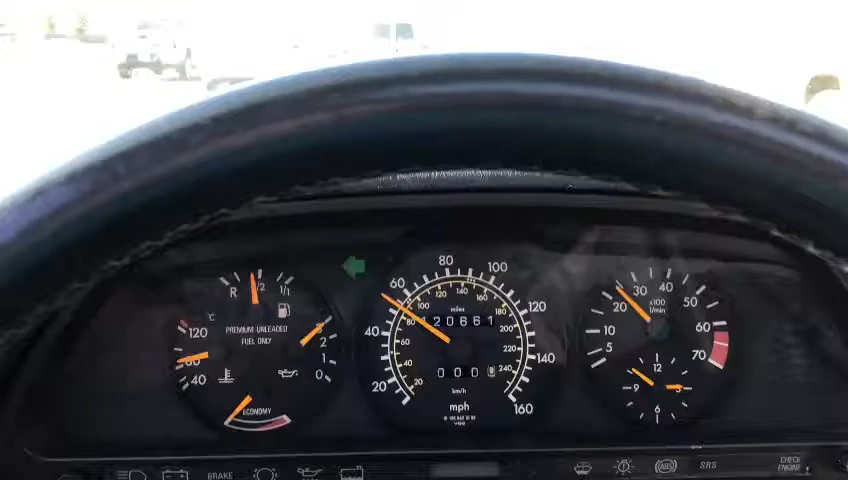 R 1/2 1/1
°C
120
80
40
PREMIUM UNLEADED
FUEL ONLY
3
2
1
0
ECONOMY
20
40
60
80
100
120
140
160
20
40
60
80
100
120
140
160
180
200
220
240
miles
20661
000
km/h
mph
5
10
20
30
40
50
60
70
x100
1/min
12
3
6
9
BRAKE
ABS
SRS
CHECK
ENGINE